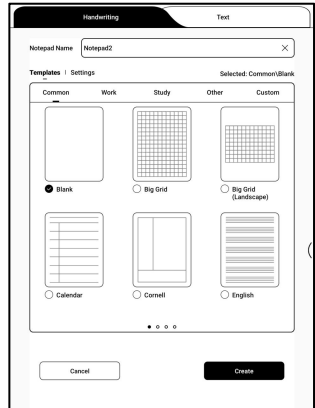 Handwriting Text
Notepad Name Notepad2
Templates | Settings Selected: Common\Blank
Common Work Study Other Custom
Blank Big Grid Big Grid
(Landscape)
Calendar Cornell English
Cancel Create